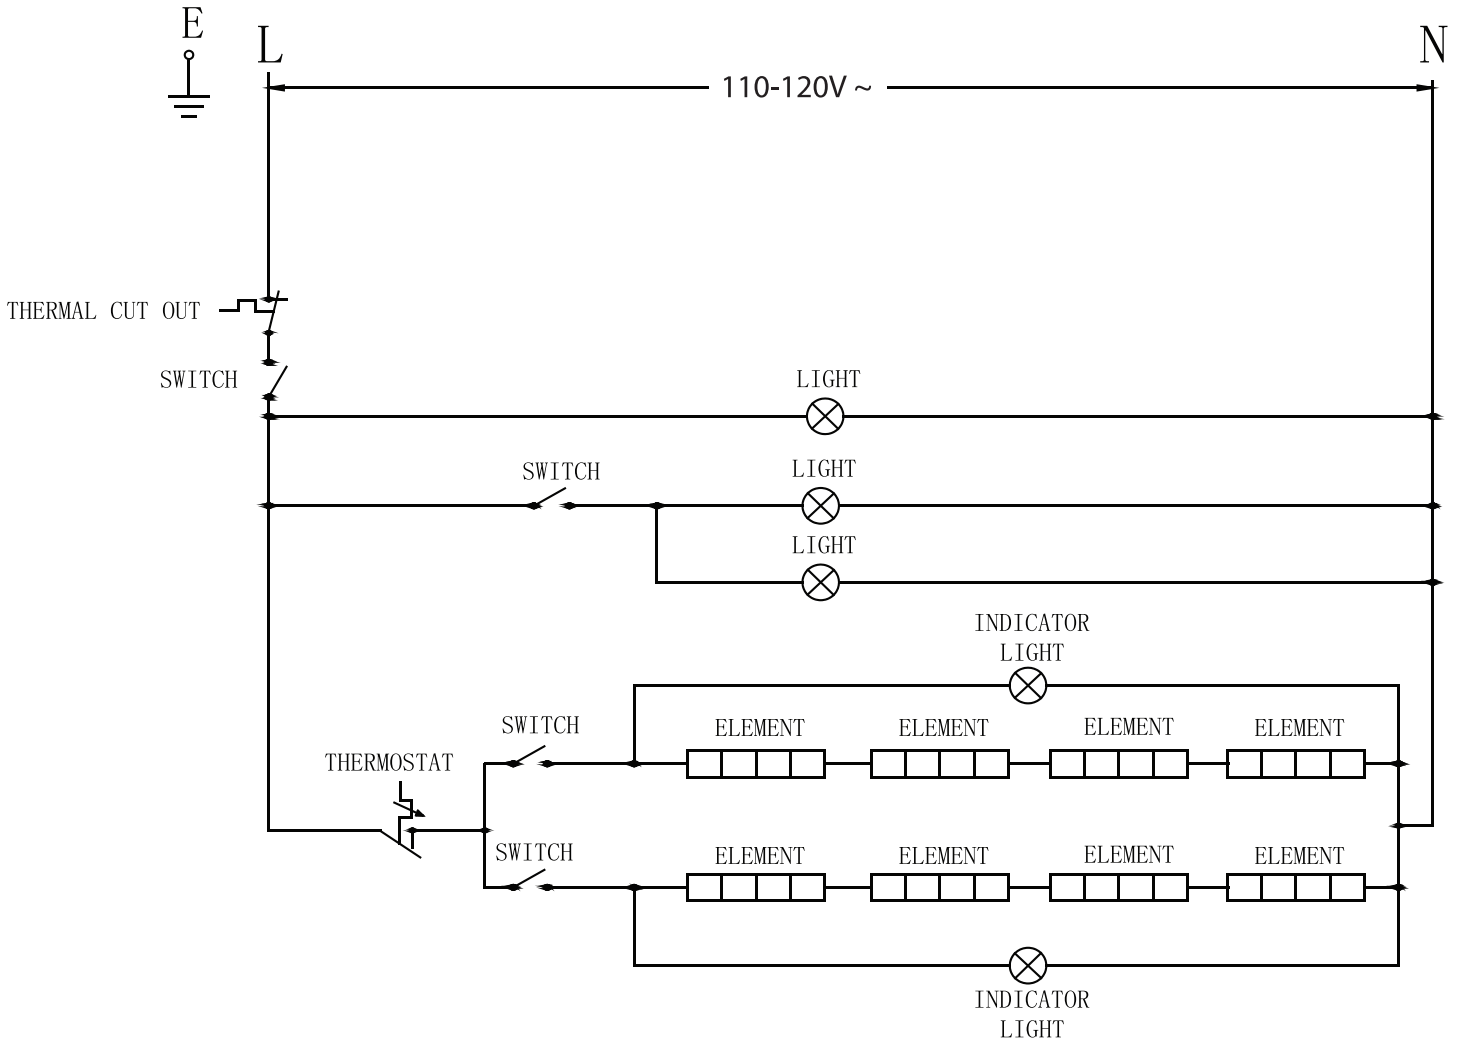 E
L
N
110-120V ~
THERMAL CUT OUT
SWITCH
LIGHT
SWITCH
LIGHT
LIGHT
INDICATOR
LIGHT
SWITCH
ELEMENT
ELEMENT
ELEMENT
ELEMENT
THERMOSTAT
SWITCH
ELEMENT
ELEMENT
ELEMENT
ELEMENT
INDICATOR
LIGHT